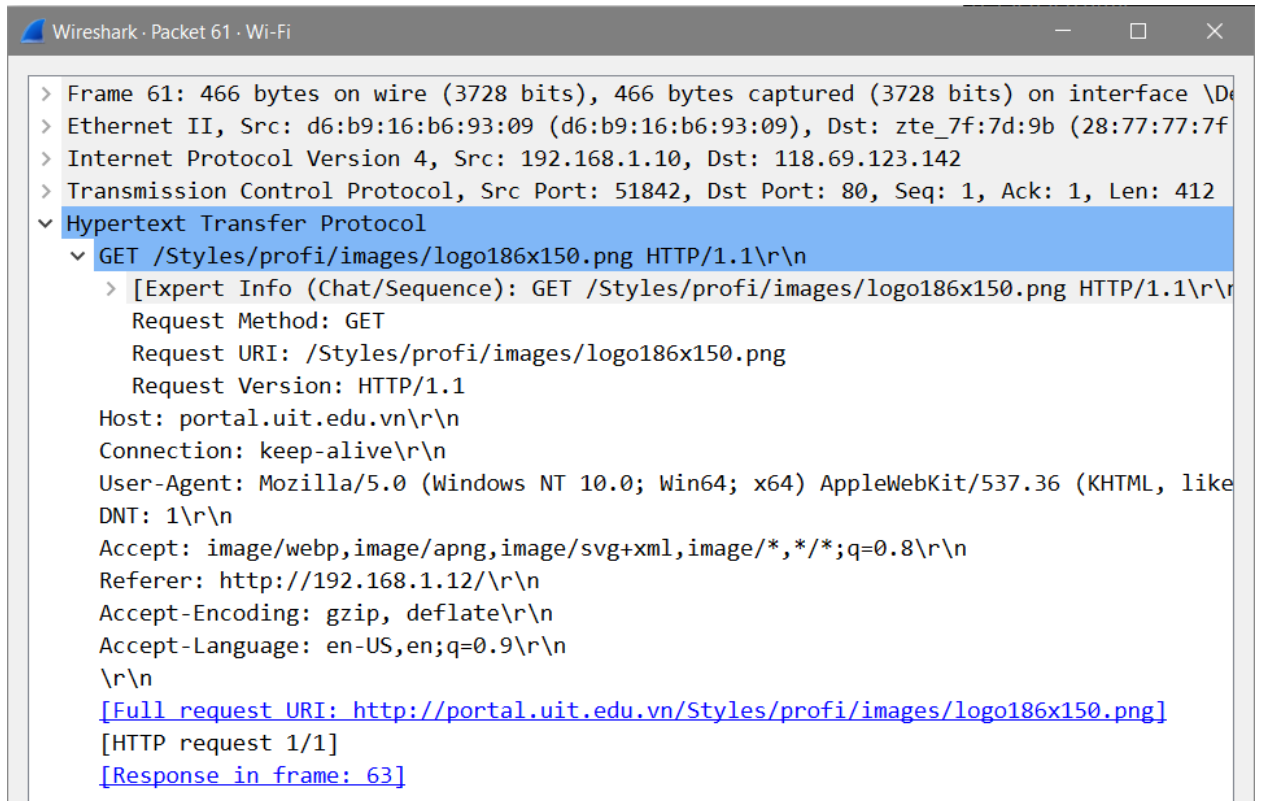 Wireshark · Packet 61 · Wi-Fi
Frame 61: 466 bytes on wire (3728 bits), 466 bytes captured (3728 bits) on interface \De
Ethernet II, Src: d6:b9:16:b6:93:09 (d6:b9:16:b6:93:09), Dst: zte_7f:7d:9b (28:77:77:7f
Internet Protocol Version 4, Src: 192.168.1.10, Dst: 118.69.123.142
Transmission Control Protocol, Src Port: 51842, Dst Port: 80, Seq: 1, Ack: 1, Len: 412
Hypertext Transfer Protocol
GET /Styles/profi/images/logo186x150.png HTTP/1.1\r\n
[Expert Info (Chat/Sequence): GET /Styles/profi/images/logo186x150.png HTTP/1.1\r\n
Request Method: GET
Request URI: /Styles/profi/images/logo186x150.png
Request Version: HTTP/1.1
Host: portal.uit.edu.vn\r\n
Connection: keep-alive\r\n
User-Agent: Mozilla/5.0 (Windows NT 10.0; Win64; x64) AppleWebKit/537.36 (KHTML, like
DNT: 1\r\n
Accept: image/webp,image/apng,image/svg+xml,image/*,*/*;q=0.8\r\n
Referer: http://192.168.1.12/\r\n
Accept-Encoding: gzip, deflate\r\n
Accept-Language: en-US,en;q=0.9\r\n
\r\n
[Full request URI: http://portal.uit.edu.vn/Styles/profi/images/logo186x150.png]
[HTTP request 1/1]
[Response in frame: 63]